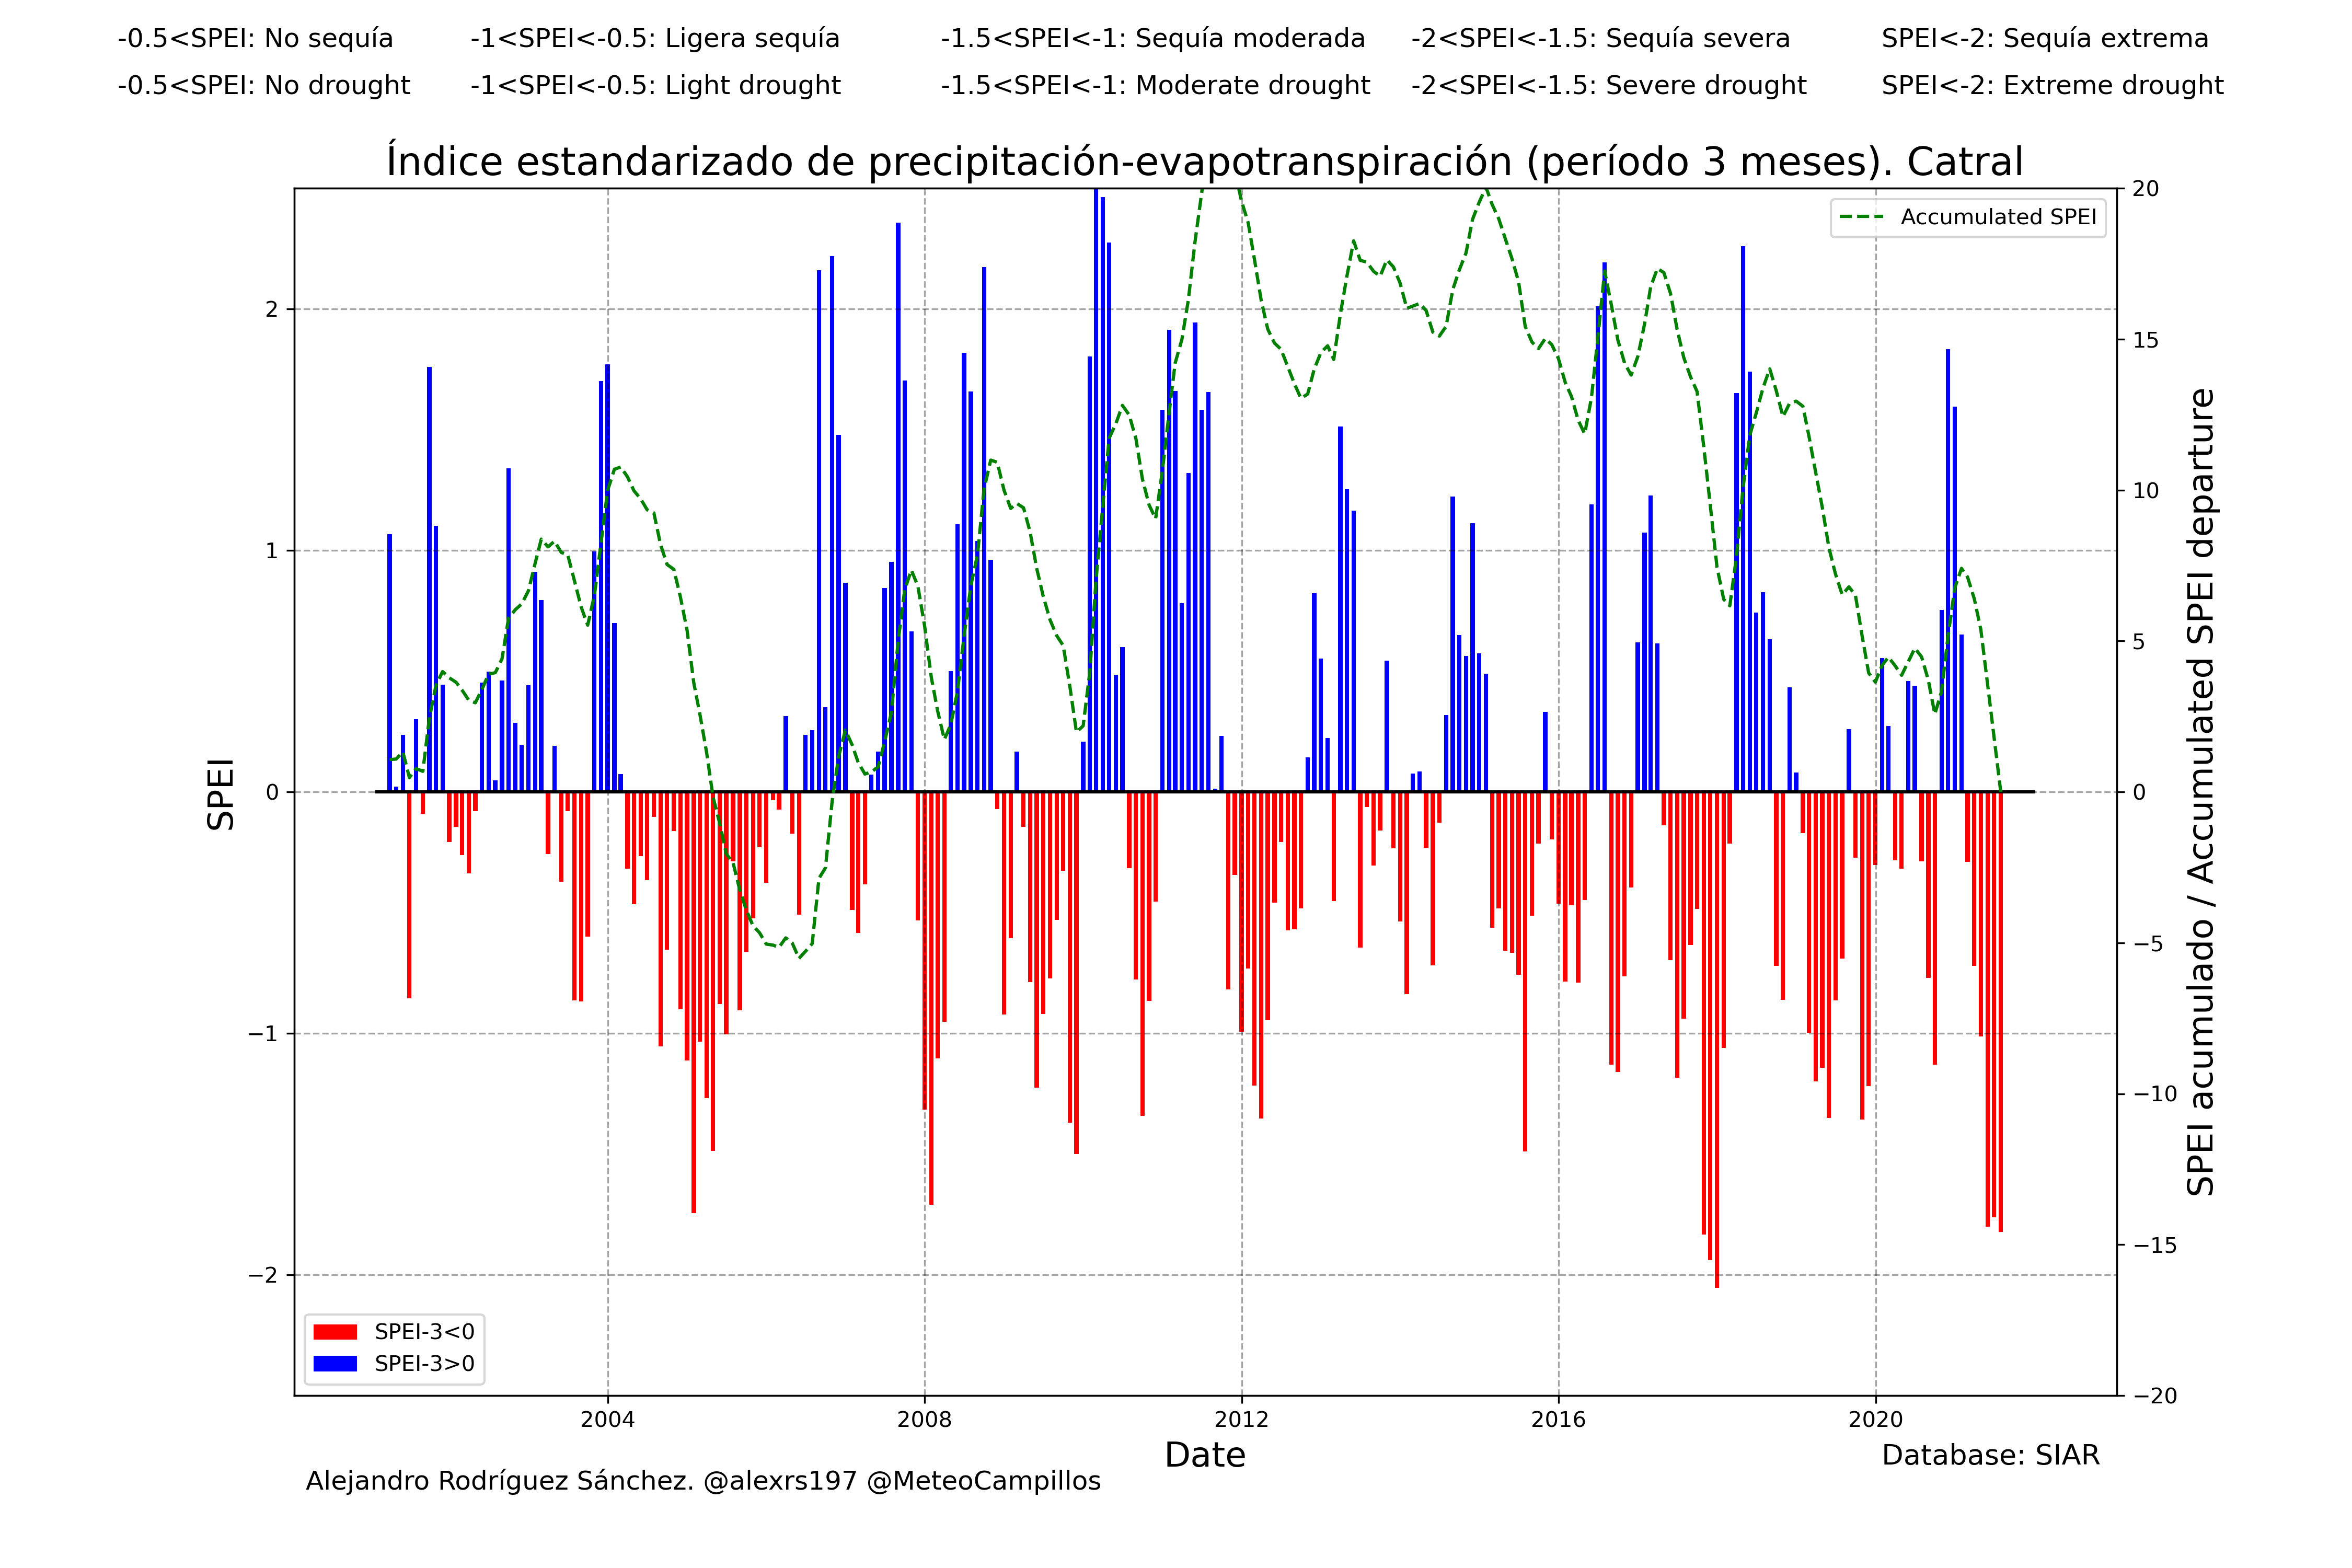 -0.5<SPEI: No sequía -1<SPEI<-0.5: Ligera sequía -1.5<SPEI<-1: Sequía moderada -2<SPEI<-1.5: Sequía severa SPEI<-2: Sequía extrema
-0.5<SPEI: No drought -1<SPEI<-0.5: Light drought -1.5<SPEI<-1: Moderate drought -2<SPEI<-1.5: Severe drought SPEI<-2: Extreme drought
Índice estandarizado de precipitación-evapotranspiración (período 3 meses). Catral
Accumulated SPEI
SPEI
2
1
0
−1
−2
20
15
10
5
0
−5
−10
−15
−20
SPEI acumulado / Accumulated SPEI departure
SPEI-3<0
SPEI-3>0
2004 2008 2012 2016 2020
Date
Database: SIAR
Alejandro Rodríguez Sánchez. @alexrs197 @MeteoCampillos